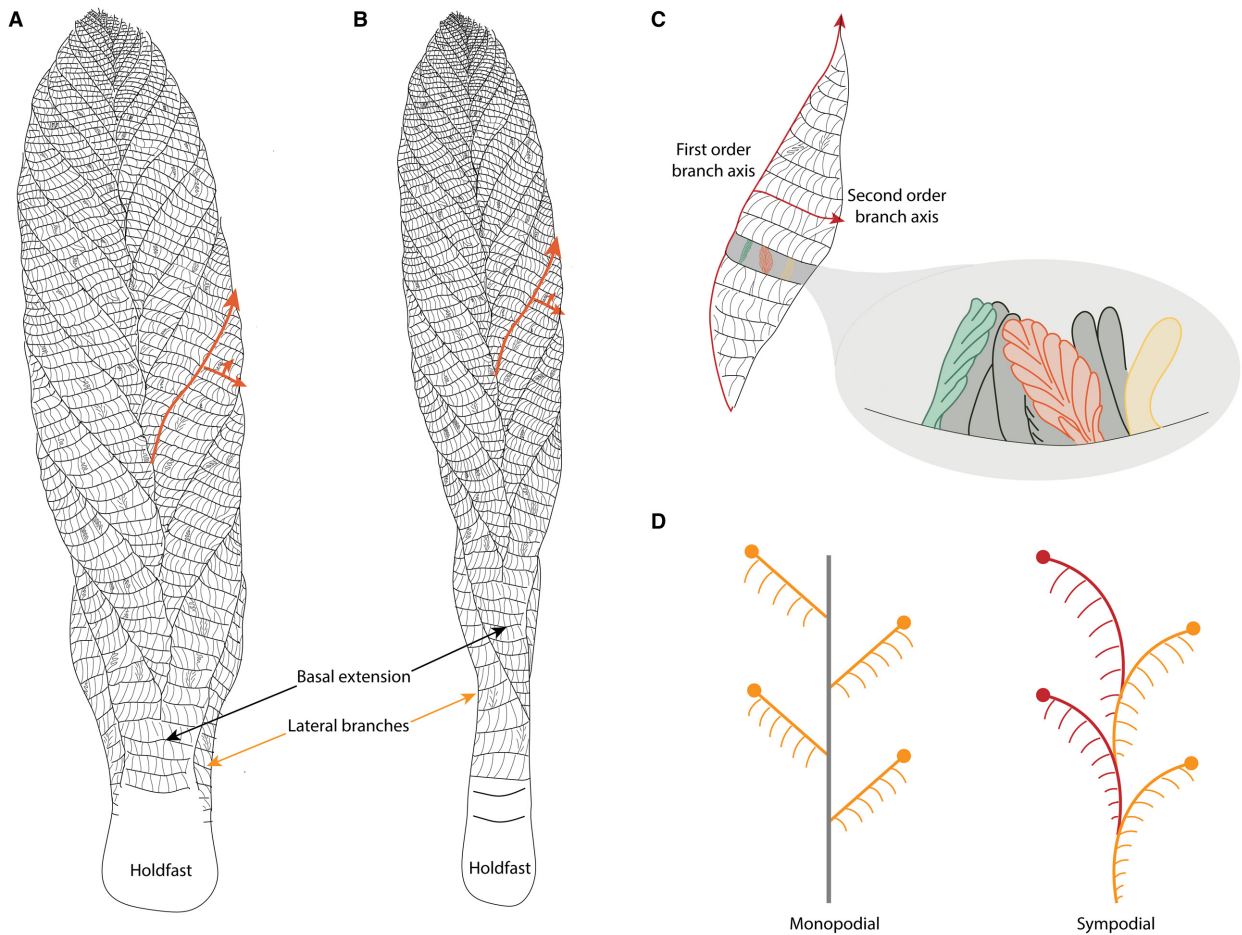 A
B
C
First order
branch axis
Second order
branch axis
D
Basal extension
Lateral branches
Holdfast
Holdfast
Monopodial
Sympodial